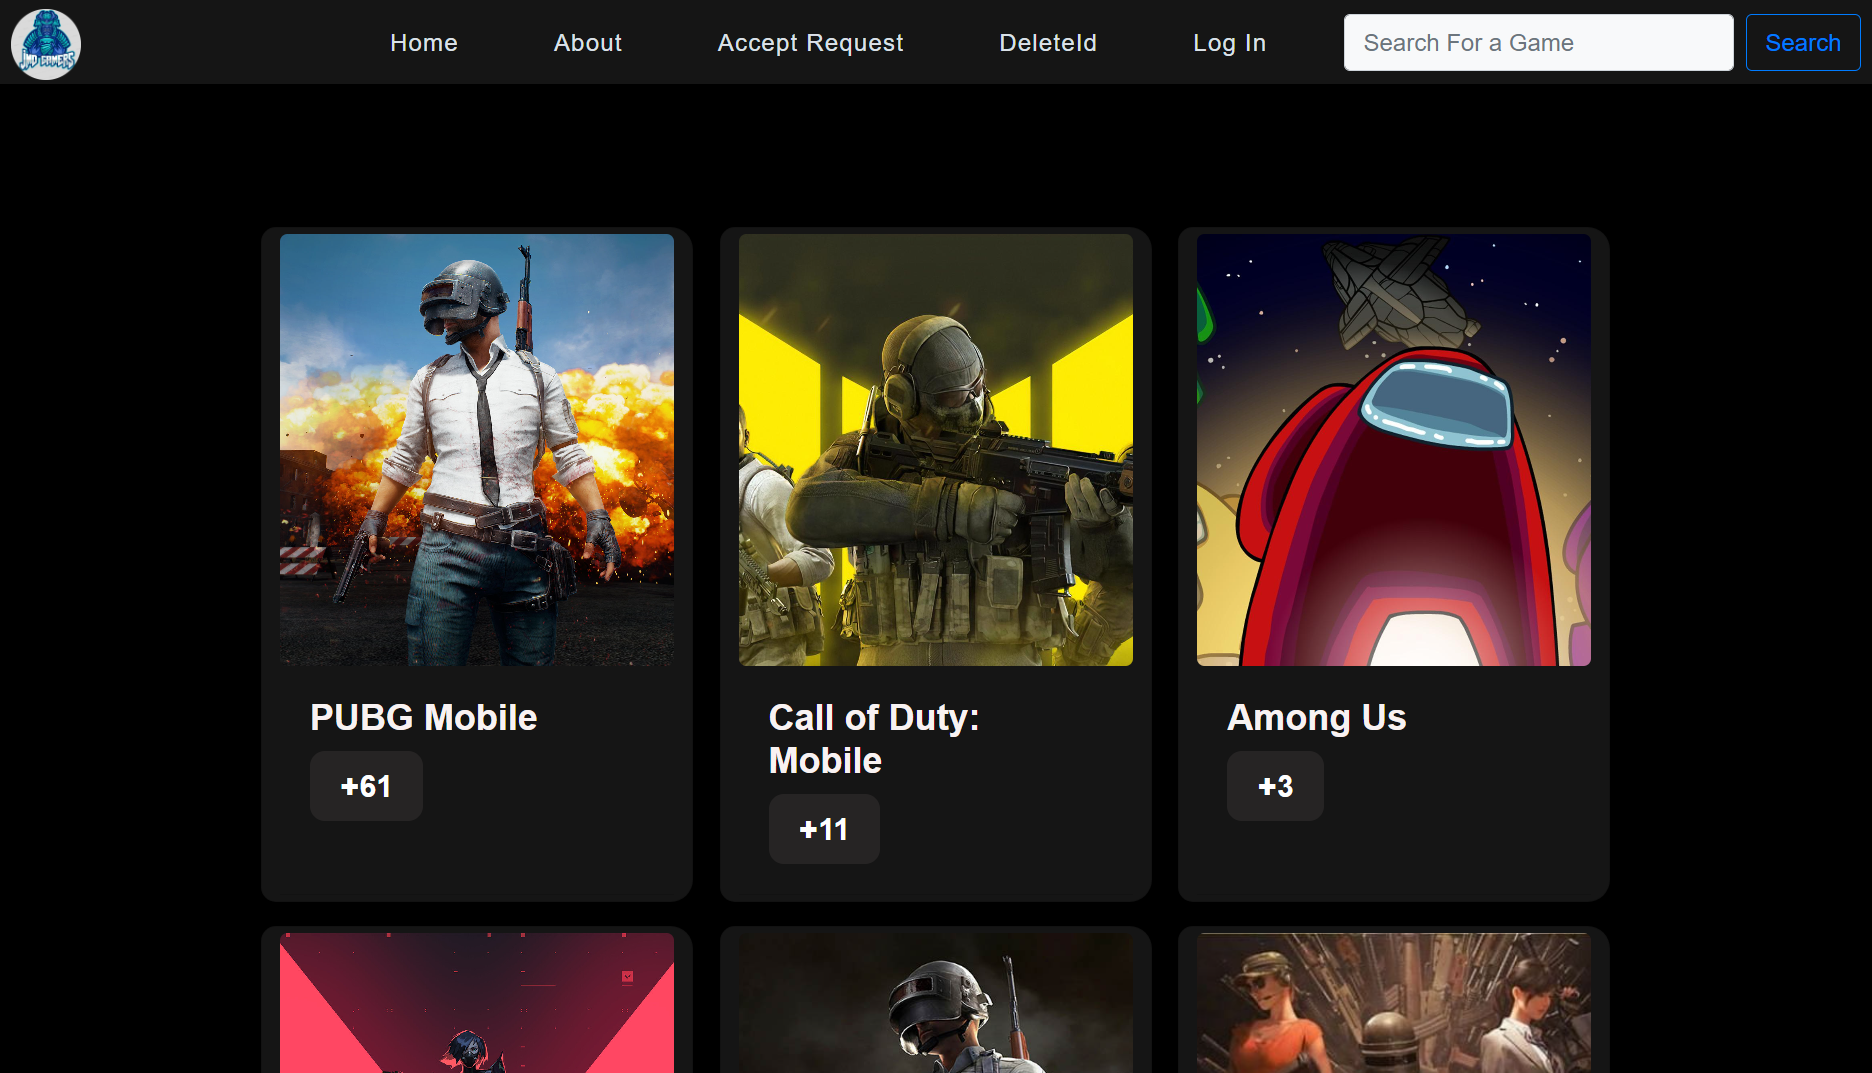 JMD GAMERS
Home
About
Accept Request
DeleteId
Log In
Search For a Game
Search
PUBG Mobile
+61
Call of Duty:
Mobile
+11
Among Us
+3